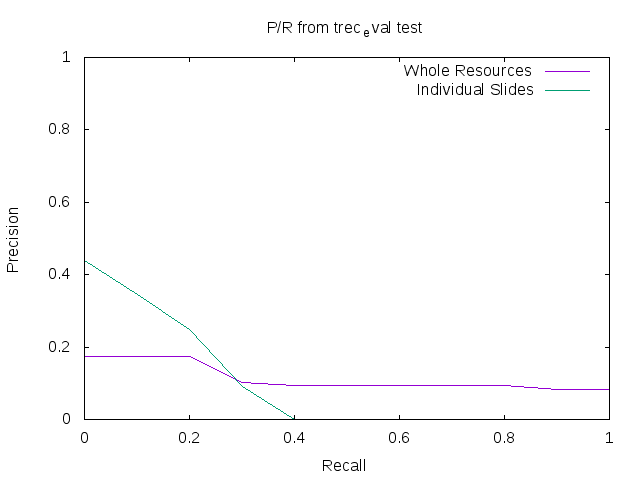 P/R from trec_eval test
Whole Resources
Individual Slides
1
0.8
0.6
0.4
0.2
0
Precision
0 0.2 0.4 0.6 0.8 1
Recall